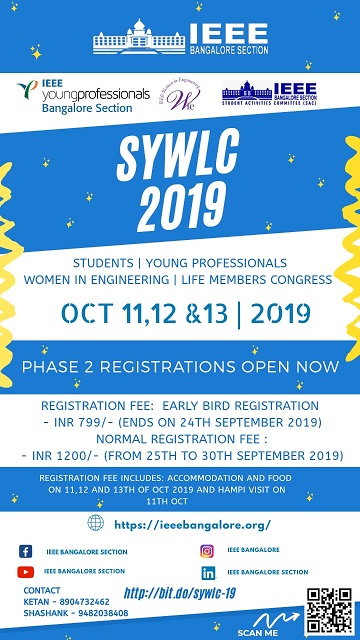 IEEE
BANGALORE SECTION
IEEE
youngprofessionals
Bangalore Section
IEEE Women in Engineering
Wie
IEEE
BANGALORE SECTION
STUDENT ACTIVITIES COMMITTEE (SAC)
SYWLC
2019
STUDENTS | YOUNG PROFESSIONALS
WOMEN IN ENGINEERING | LIFE MEMBERS CONGRESS
OCT 11,12 &13 | 2019
PHASE 2 REGISTRATIONS OPEN NOW
REGISTRATION FEE: EARLY BIRD REGISTRATION
- INR 799/- (ENDS ON 24TH SEPTEMBER 2019)
NORMAL REGISTRATION FEE :
- INR 1200/- (FROM 25TH TO 30TH SEPTEMBER 2019)
REGISTRATION FEE INCLUDES: ACCOMMODATION AND FOOD
ON 11,12 AND 13TH OF OCT 2019 AND HAMPI VISIT ON
11TH OCT
https://ieeebangalore.org/
IEEE BANGALORE SECTION
IEEE BANGALORE
IEEE BANGALORE SECTION
IEEE BANGALORE SECTION
CONTACT
KETAN - 8904732462
SHASHANK - 9482038408
http://bit.do/sywlc-19
SCAN ME